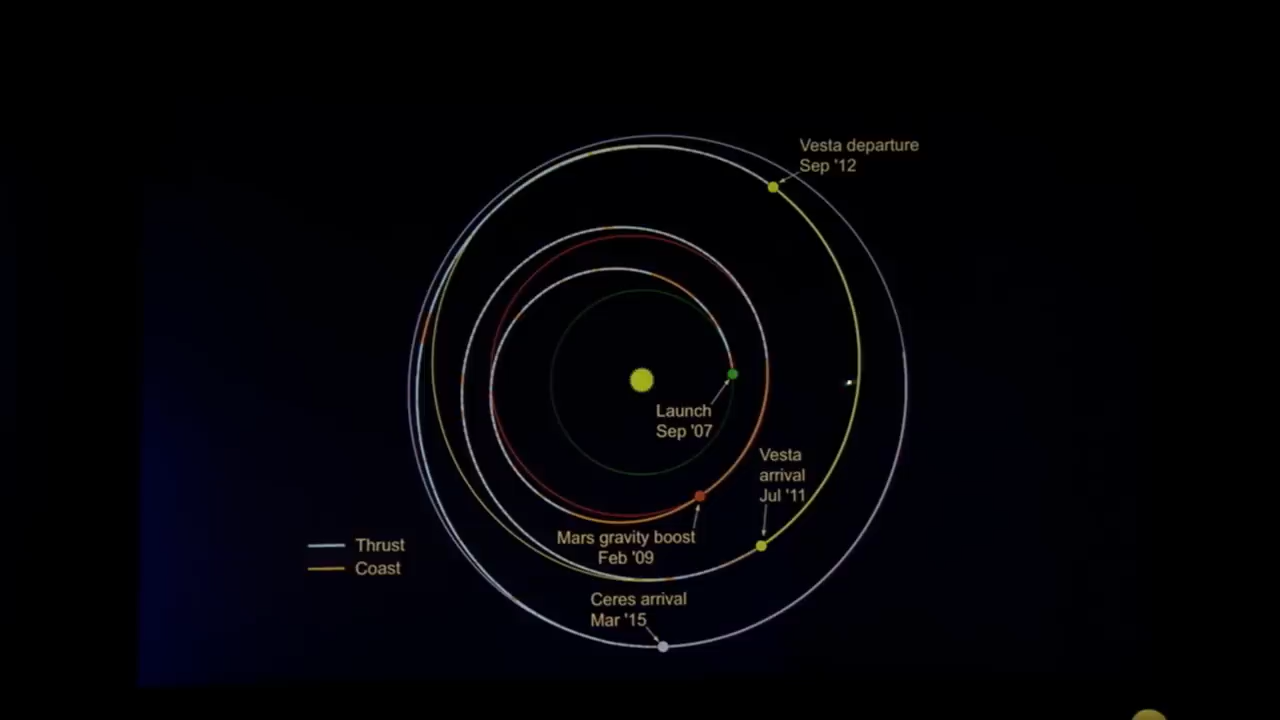 Vesta departure
Sep '12
Launch
Sep '07
Vesta
arrival
Jul '11
Mars gravity boost
Feb '09
Thrust
Coast
Ceres arrival
Mar '15